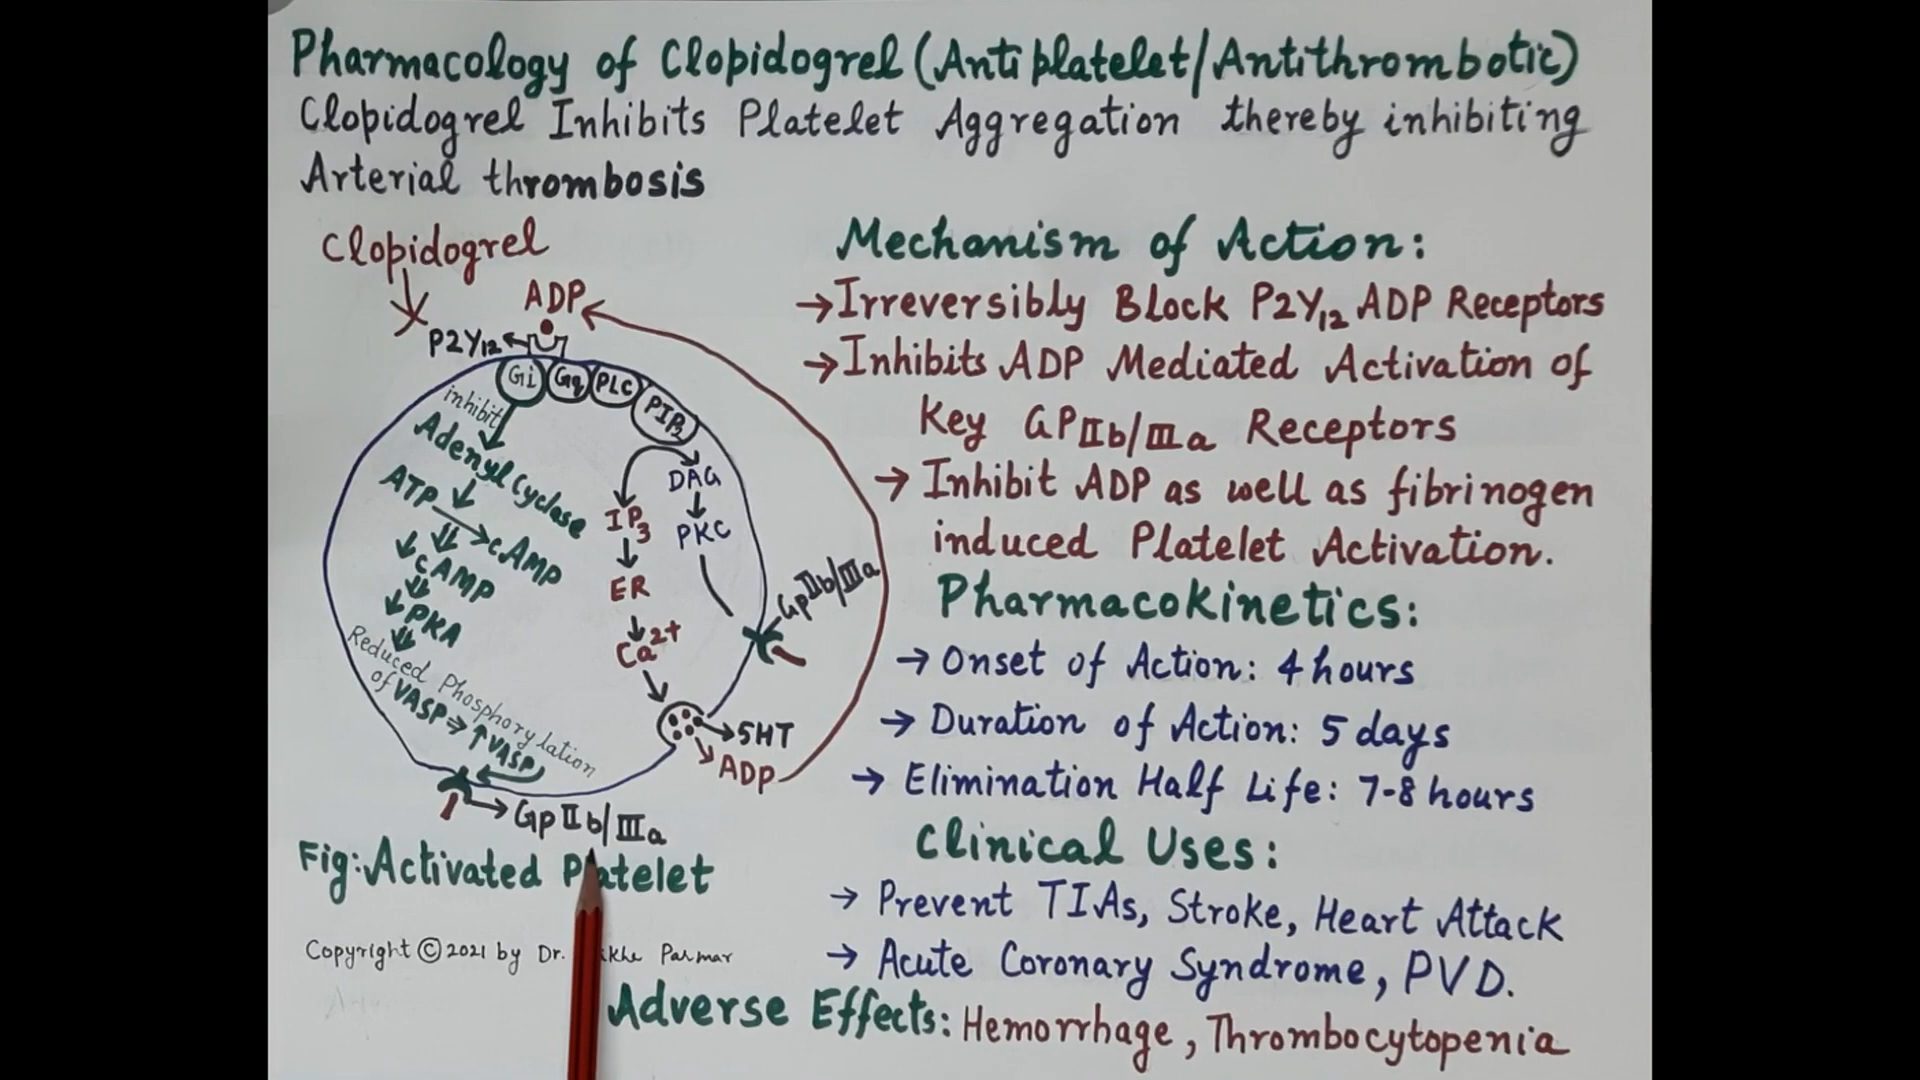 Pharmacology of Clopidogrel (Antiplatelet/Antithrombotic)
Clopidogrel Inhibits Platelet Aggregation thereby inhibiting
Arterial thrombosis
Clopidogrel
ADP
P2Y12
Gi Gq PLC PIP2
inhibit
Adenyl Cyclase
ATP → cAMP
↓ cAMP
↓ PKA
Reduced Phosphorylation
of VASP ⇒ ↑VASP
DAG
PKC
IP3
ER
Ca2+
GpIIb/IIIa
5HT
ADP
GpIIb/IIIa
Fig: Activated Platelet
Copyright © 2021 by Dr. Parmar
Mechanism of Action:
→ Irreversibly Block P2Y12 ADP Receptors
→ Inhibits ADP Mediated Activation of
Key GPIIb/IIIa Receptors
→ Inhibit ADP as well as fibrinogen
induced Platelet Activation.
Pharmacokinetics:
→ Onset of Action: 4 hours
→ Duration of Action: 5 days
→ Elimination Half Life: 7-8 hours
Clinical Uses:
→ Prevent TIAs, Stroke, Heart Attack
→ Acute Coronary Syndrome, PVD.
Adverse Effects: Hemorrhage, Thrombocytopenia